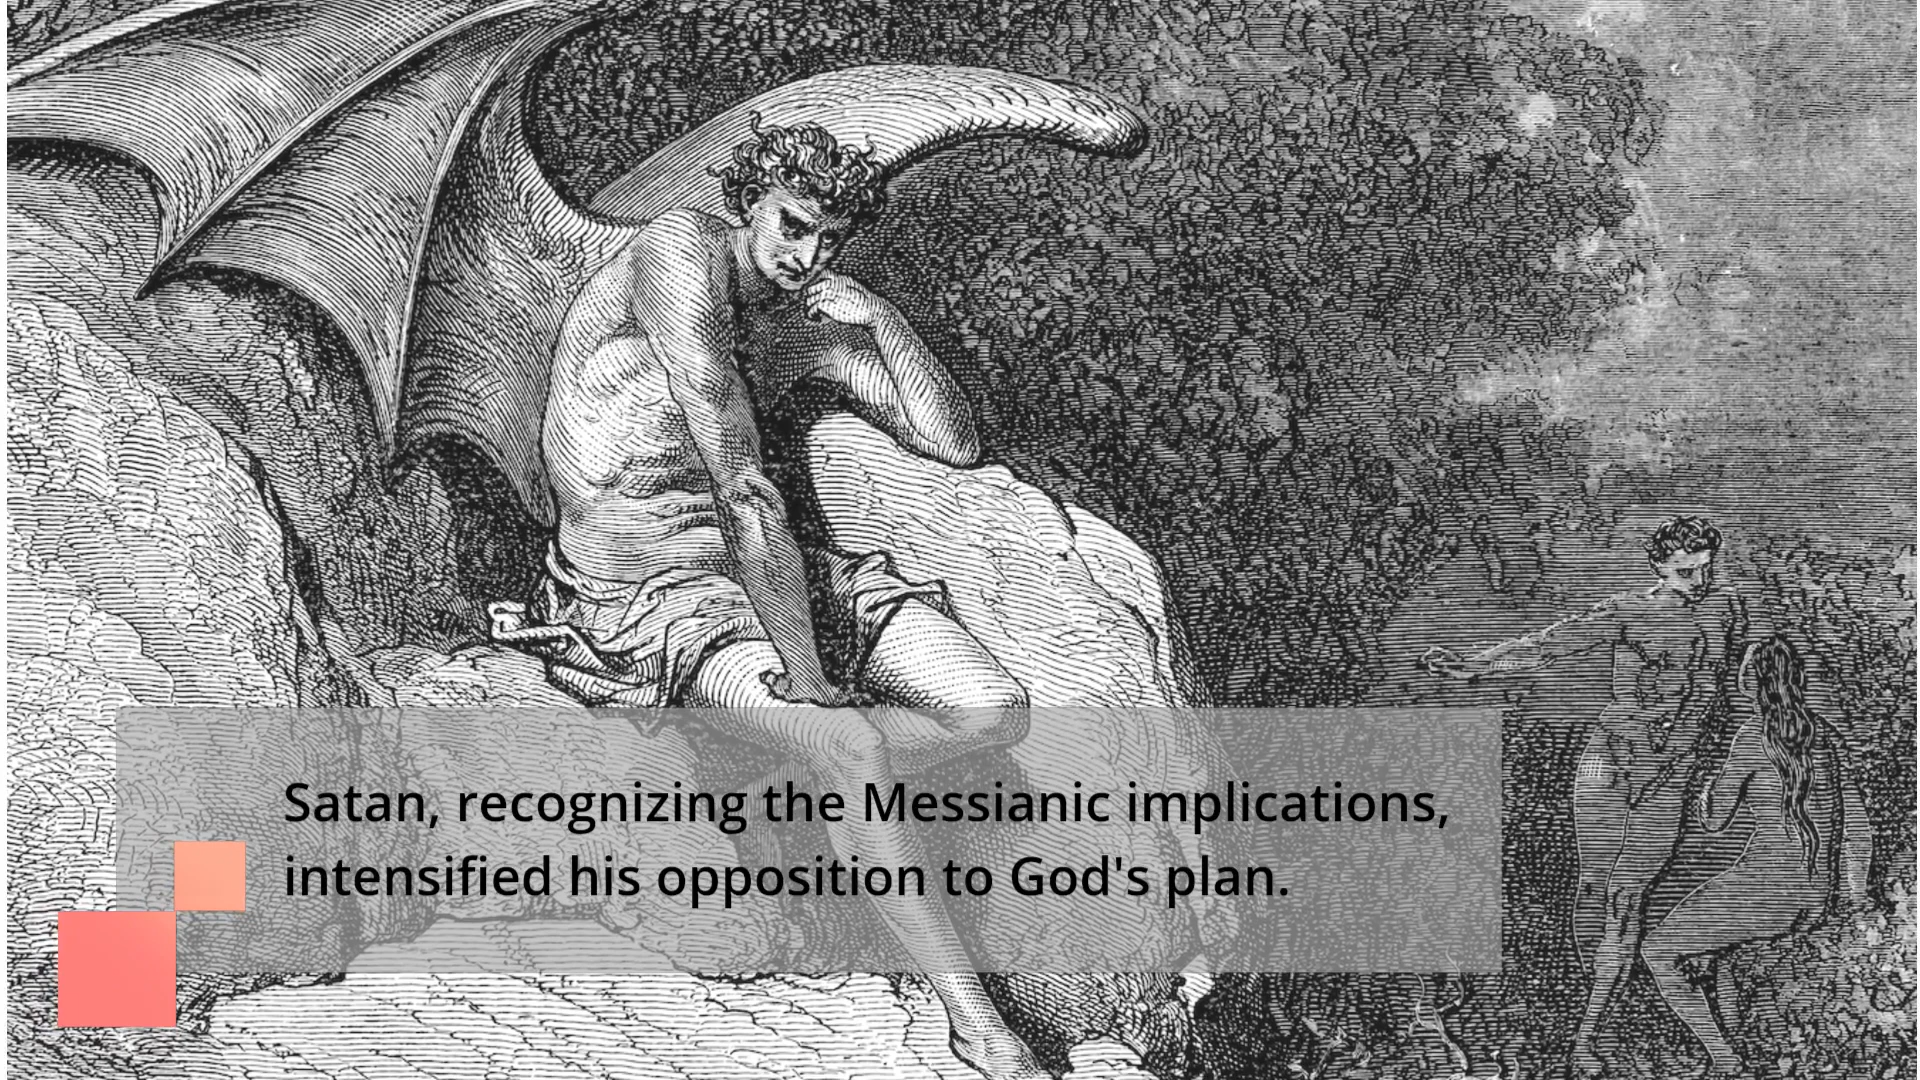 Satan, recognizing the Messianic implications,
intensified his opposition to God's plan.